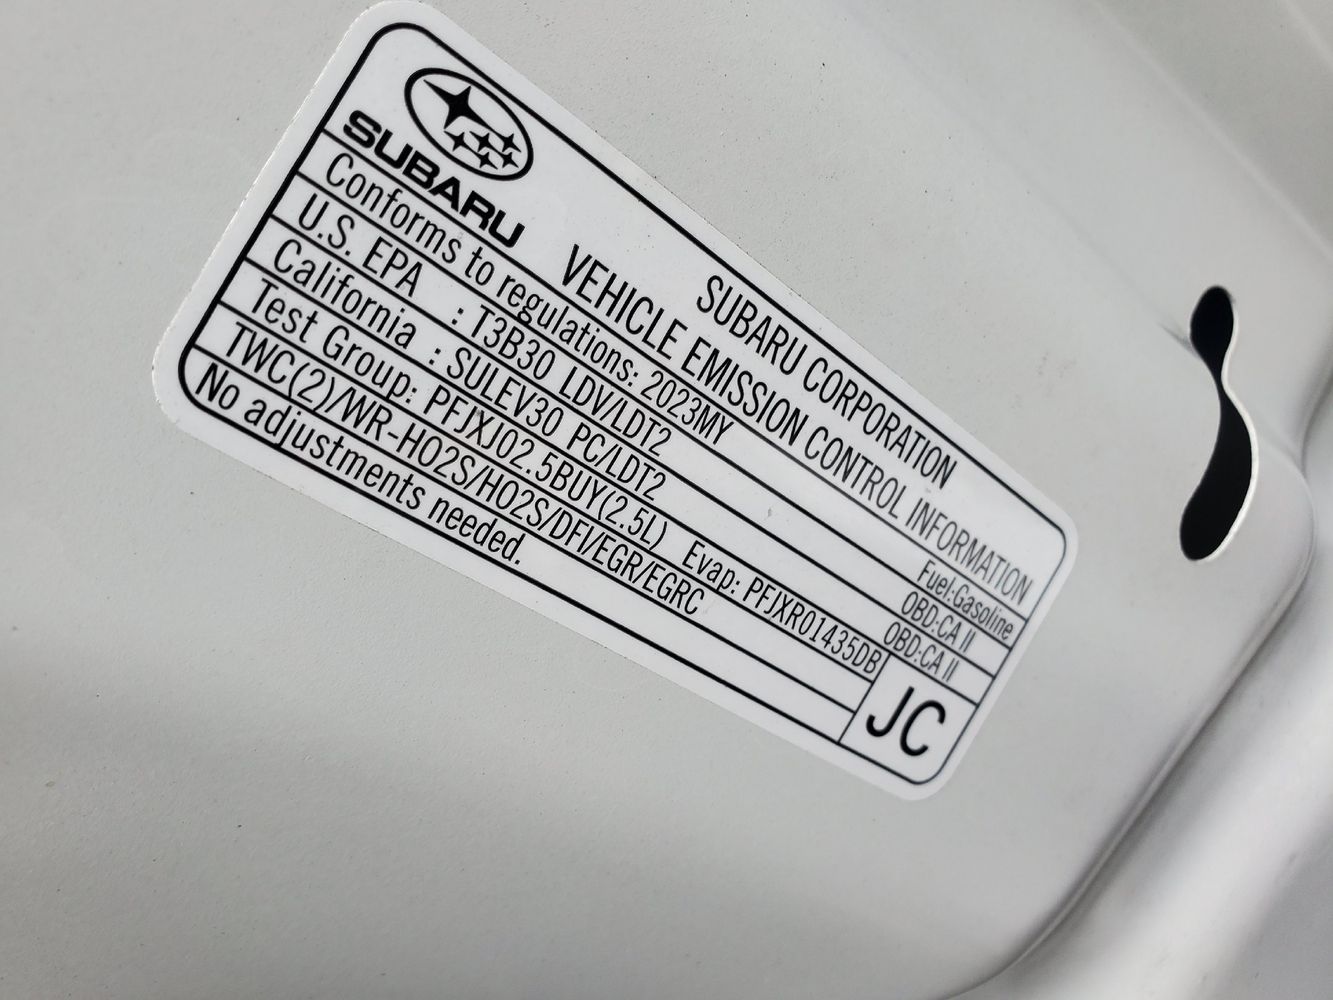 SUBARU
SUBARU CORPORATION
VEHICLE EMISSION CONTROL INFORMATION
Conforms to regulations: 2023MY Fuel:Gasoline
U.S. EPA : T3B30 LDV/LDT2 OBD:CA II
California : SULEV30 PC/LDT2 OBD:CA II
Test Group: PFJXJ02.5BUY(2.5L) Evap: PFJXR01435DB
TWC(2)/WR-HO2S/HO2S/DFI/EGR/EGRC
No adjustments needed.
JC